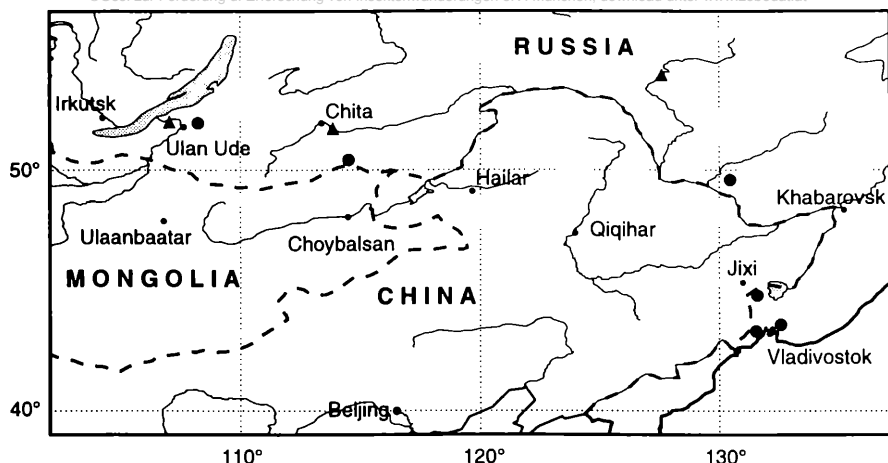 RUSSIA
Irkutsk
Chita
Ulan Ude
50°
Hailar
Khabarovsk
Ulaanbaatar
Choybalsan
Qiqihar
Jixi
MONGOLIA
CHINA
Vladivostok
40°
Beijing
110°
120°
130°